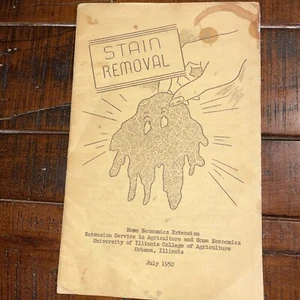 STAIN
REMOVAL
Home Economics Extension
Extension Service in Agriculture and Home Economics
University of Illinois College of Agriculture
Urbana, Illinois
July 1952